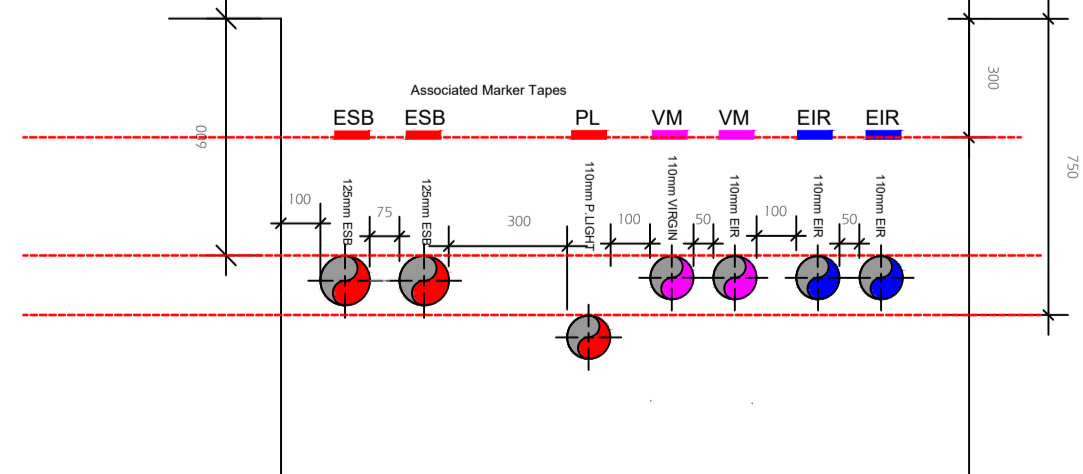 Associated Marker Tapes
ESB
ESB
PL
VM
VM
EIR
EIR
300
600
750
125mm ESB
125mm ESB
110mm P.LIGHT
110mm VIRGIN
110mm EIR
110mm EIR
110mm EIR
100
75
300
100
50
100
50